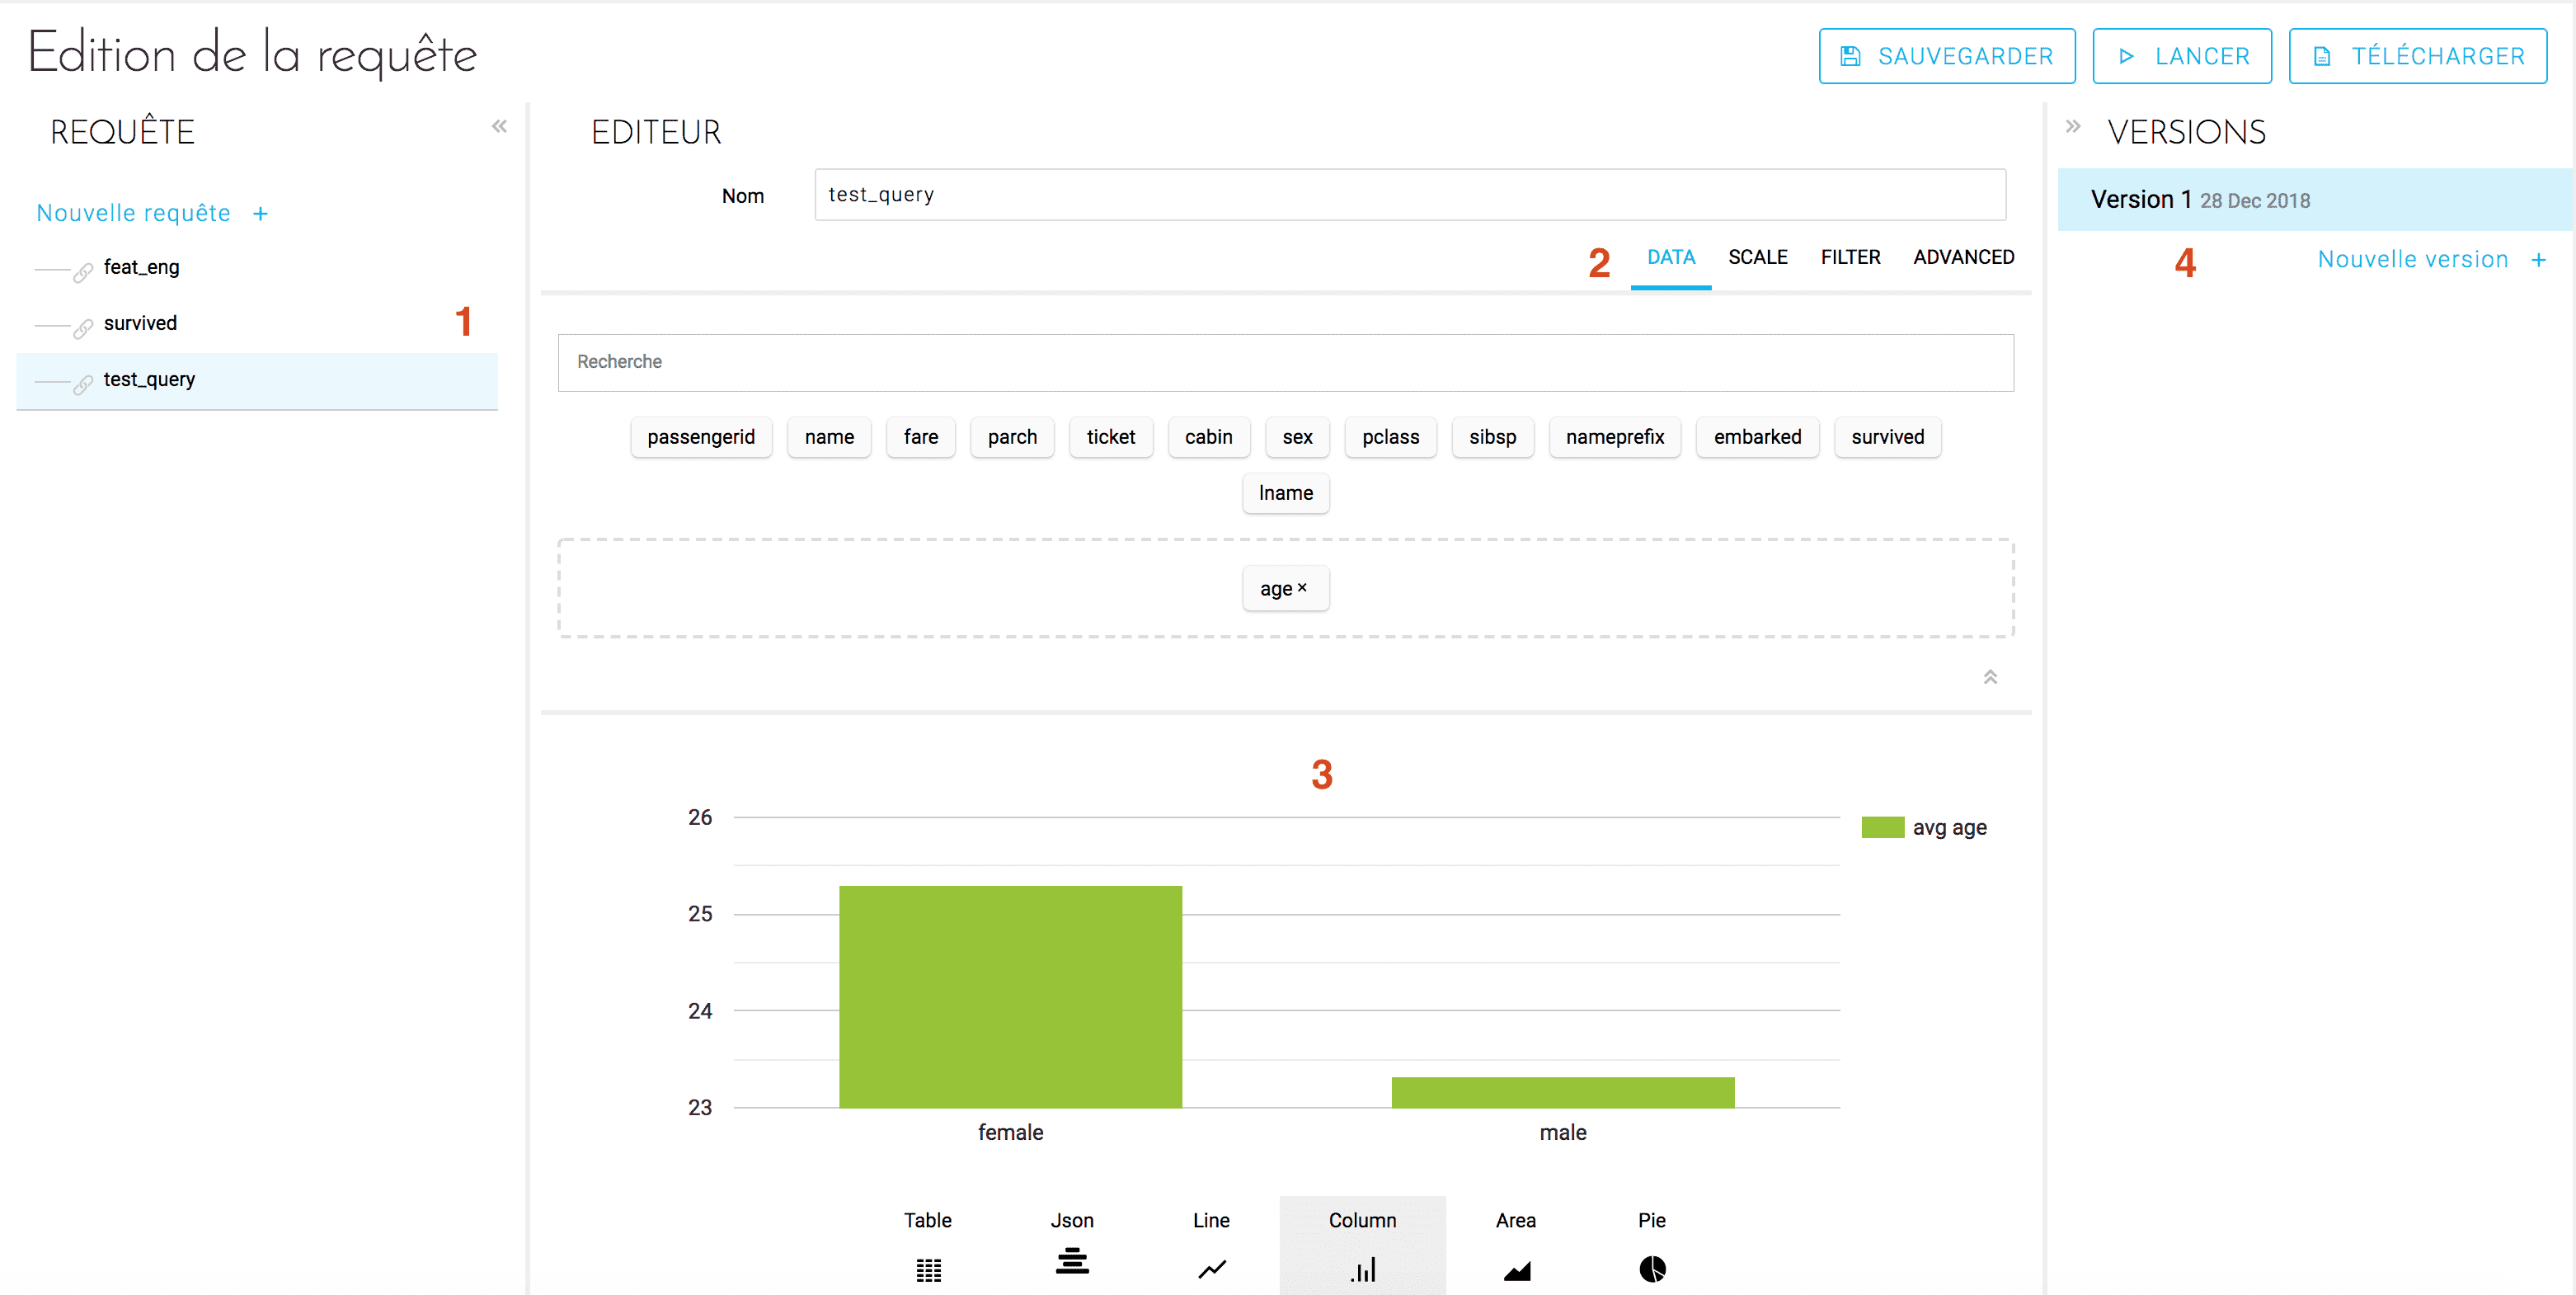 Edition de la requête
SAUVEGARDER
LANCER
TÉLÉCHARGER
REQUÊTE
Nouvelle requête +
feat_eng
survived
1
test_query
EDITEUR
Nom
test_query
2
DATA SCALE FILTER ADVANCED
Recherche
passengerid name fare parch ticket cabin sex pclass sibsp nameprefix embarked survived
lname
age ×
3
26
25
24
23
female male
avg age
Table Json Line Column Area Pie
VERSIONS
Version 1 28 Dec 2018
4
Nouvelle version +